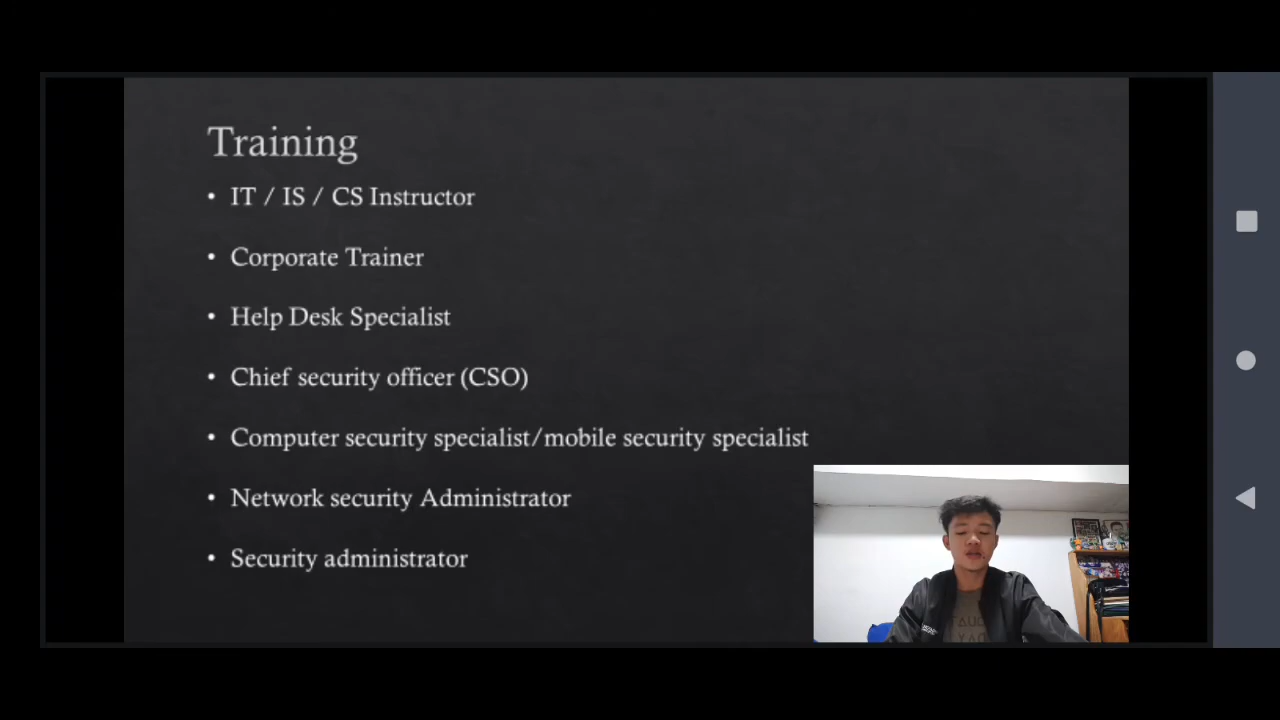 Training
• IT / IS / CS Instructor
• Corporate Trainer
• Help Desk Specialist
• Chief security officer (CSO)
• Computer security specialist/mobile security specialist
• Network security Administrator
• Security administrator